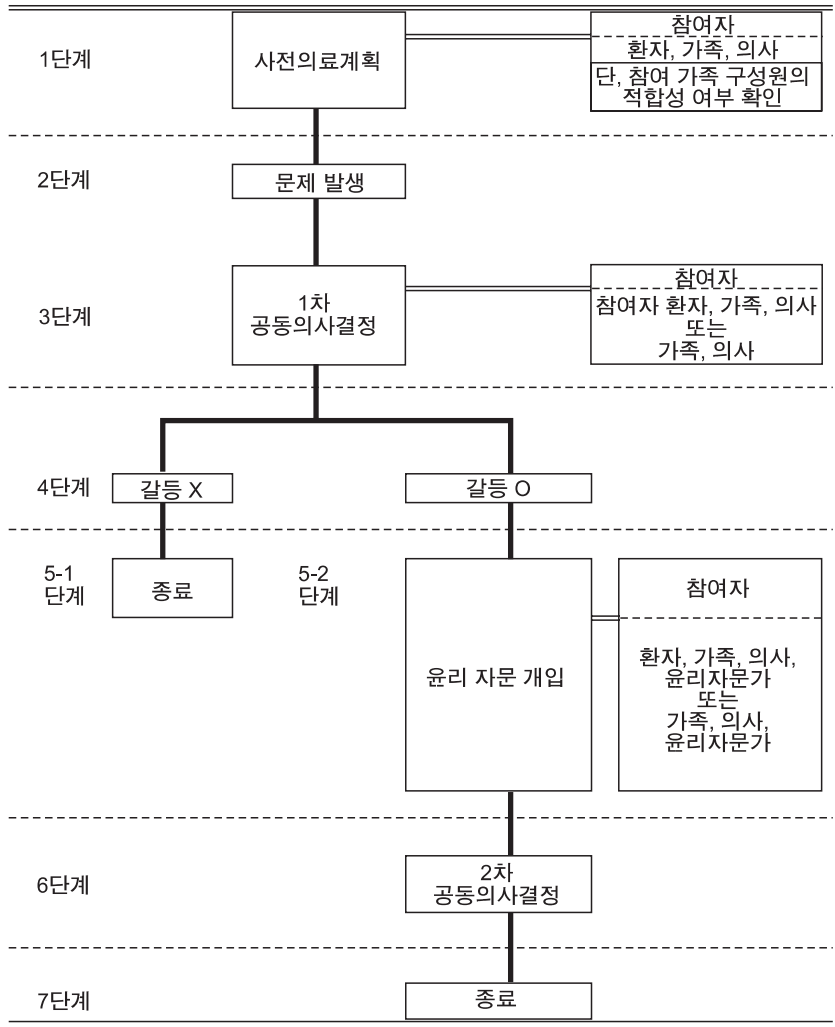 1단계
사전의료계획
참여자
환자, 가족, 의사
단, 참여 가족 구성원의
적합성 여부 확인
2단계
문제 발생
3단계
1차
공동의사결정
참여자
참여자 환자, 가족, 의사
또는
가족, 의사
4단계
갈등 X
갈등 O
5-1
단계
종료
5-2
단계
윤리 자문 개입
참여자
환자, 가족, 의사,
윤리자문가
또는
가족, 의사,
윤리자문가
6단계
2차
공동의사결정
7단계
종료